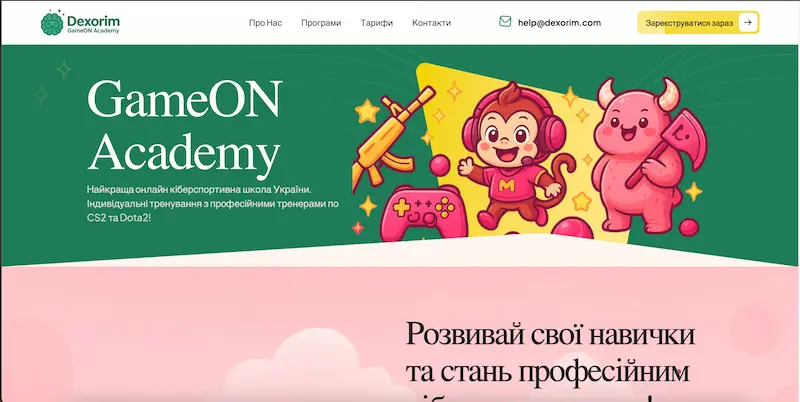 Dexorim
GameON Academy
Про Нас
Програми
Тарифи
Контакти
help@dexorim.com
Зареєструватися зараз
GameON
Academy
Найкраща онлайн кіберспортивна школа України.
Індивідуальні тренування з професійними тренерами по
CS2 та Dota2!
M
Розвивай свої навички
та стань професійним